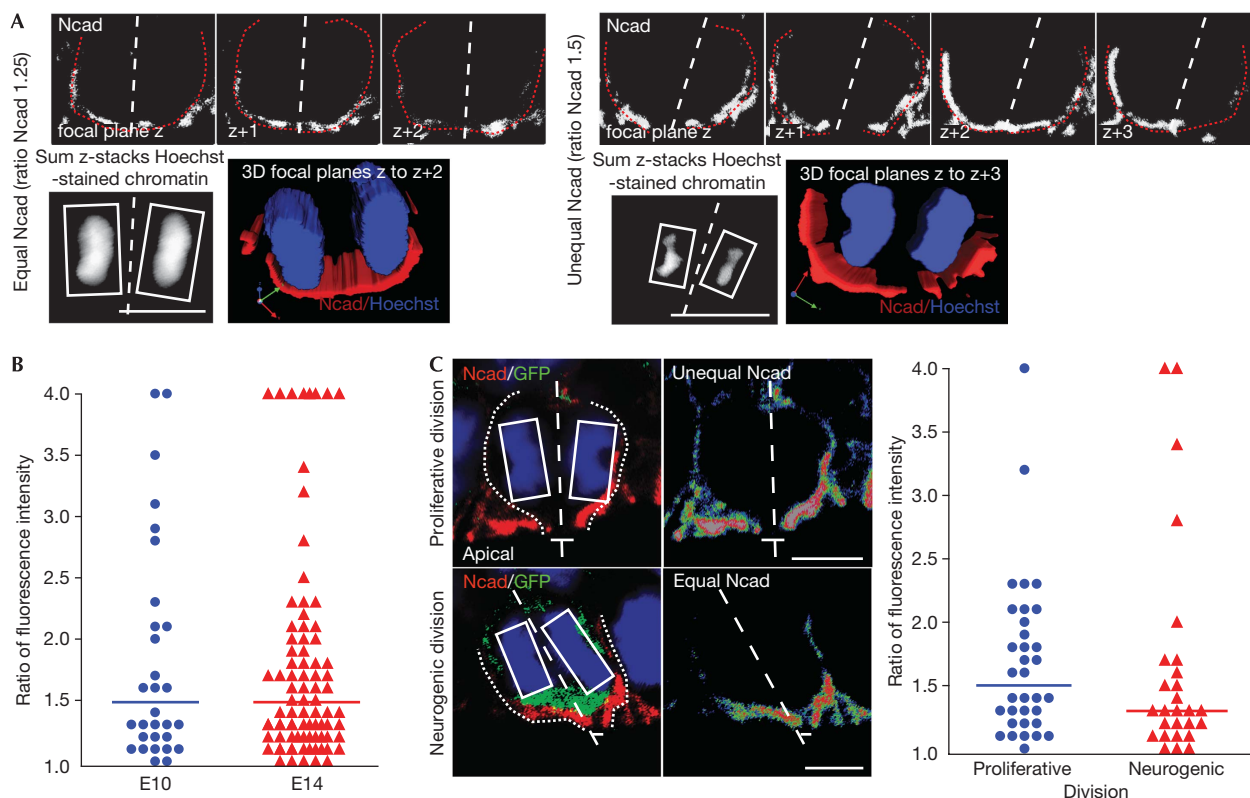 A
Equal Ncad (ratio Ncad 1.25)
Ncad
focal plane z
z+1
z+2
Sum z-stacks Hoechst
-stained chromatin
3D focal planes z to z+2
Ncad/Hoechst
Unequal Ncad (ratio Ncad 1.5)
Ncad
focal plane z
z+1
z+2
z+3
Sum z-stacks Hoechst
-stained chromatin
3D focal planes z to z+3
Ncad/Hoechst
B
Ratio of fluorescence intensity
4.0
3.5
3.0
2.5
2.0
1.5
1.0
E10
E14
C
Proliferative division
Ncad/GFP
Apical
Unequal Ncad
Neurogenic division
Ncad/GFP
Equal Ncad
Ratio of fluorescence intensity
4.0
3.5
3.0
2.5
2.0
1.5
1.0
Proliferative
Neurogenic
Division